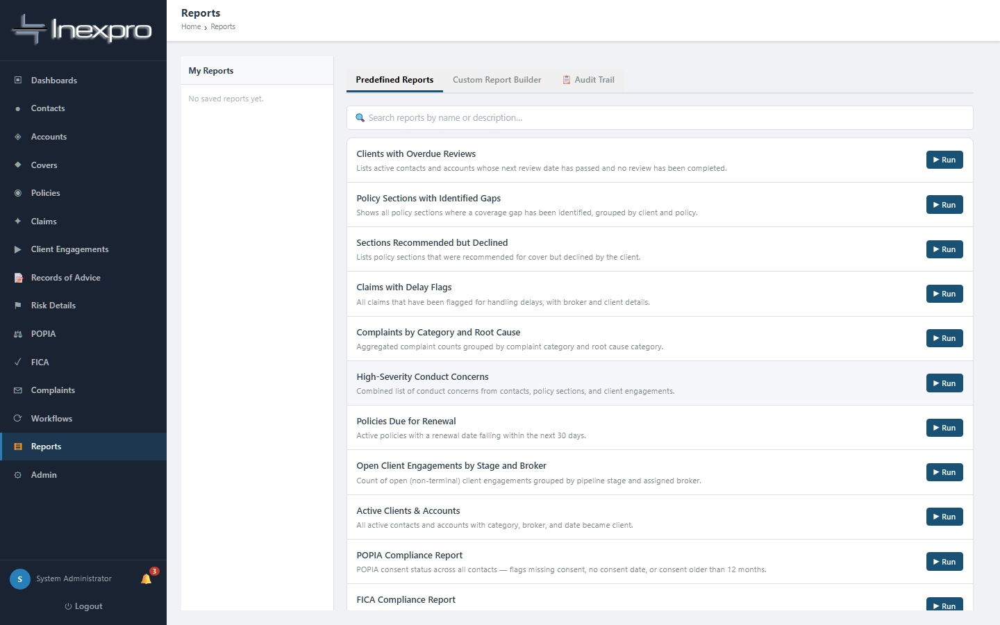 Inexpro
Dashboards
Contacts
Accounts
Covers
Policies
Claims
Client Engagements
Records of Advice
Risk Details
POPIA
FICA
Complaints
Workflows
Reports
Admin
S System Administrator 3
Logout
Reports
Home › Reports
My Reports
No saved reports yet.
Predefined Reports Custom Report Builder Audit Trail
Search reports by name or description...
Clients with Overdue Reviews
Lists active contacts and accounts whose next review date has passed and no review has been completed.
▶ Run
Policy Sections with Identified Gaps
Shows all policy sections where a coverage gap has been identified, grouped by client and policy.
▶ Run
Sections Recommended but Declined
Lists policy sections that were recommended for cover but declined by the client.
▶ Run
Claims with Delay Flags
All claims that have been flagged for handling delays, with broker and client details.
▶ Run
Complaints by Category and Root Cause
Aggregated complaint counts grouped by complaint category and root cause category.
▶ Run
High-Severity Conduct Concerns
Combined list of conduct concerns from contacts, policy sections, and client engagements.
▶ Run
Policies Due for Renewal
Active policies with a renewal date falling within the next 30 days.
▶ Run
Open Client Engagements by Stage and Broker
Count of open (non-terminal) client engagements grouped by pipeline stage and assigned broker.
▶ Run
Active Clients & Accounts
All active contacts and accounts with category, broker, and date became client.
▶ Run
POPIA Compliance Report
POPIA consent status across all contacts — flags missing consent, no consent date, or consent older than 12 months.
▶ Run
FICA Compliance Report
▶ Run